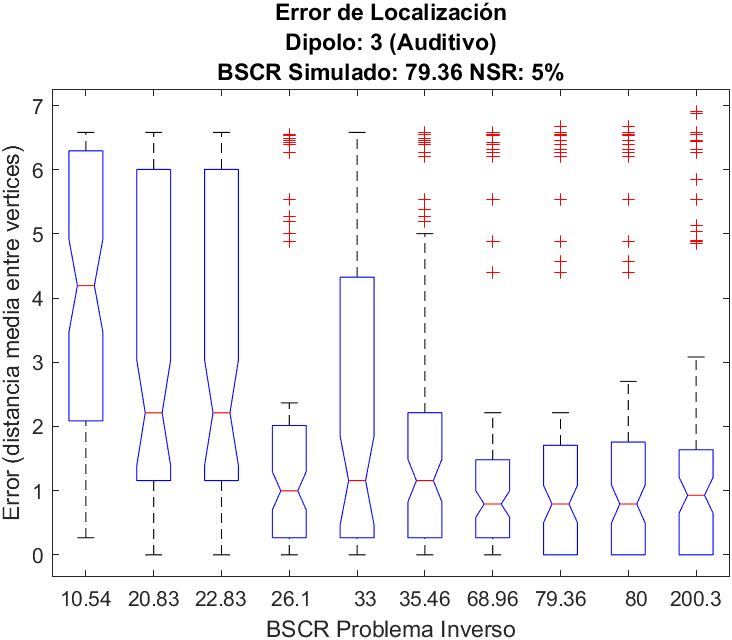 Error de Localización
Dipolo: 3 (Auditivo)
BSCR Simulado: 79.36 NSR: 5%
Error (distancia media entre vertices)
7
6
5
4
3
2
1
0
10.54 20.83 22.83 26.1 33 35.46 68.96 79.36 80 200.3
BSCR Problema Inverso